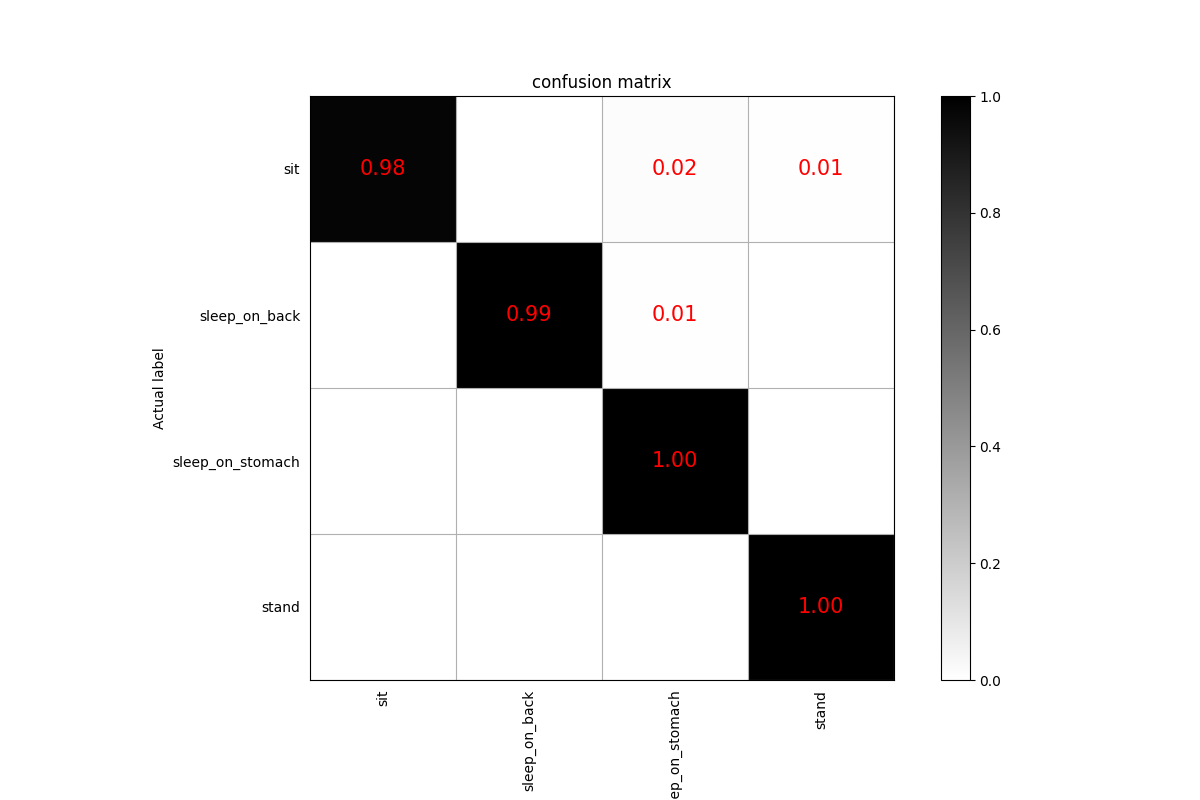 confusion matrix
sit
0.98
0.02
0.01
sleep_on_back
0.99
0.01
sleep_on_stomach
1.00
stand
1.00
Actual label
sit
sleep_on_back
ep_on_stomach
stand
1.0
0.8
0.6
0.4
0.2
0.0